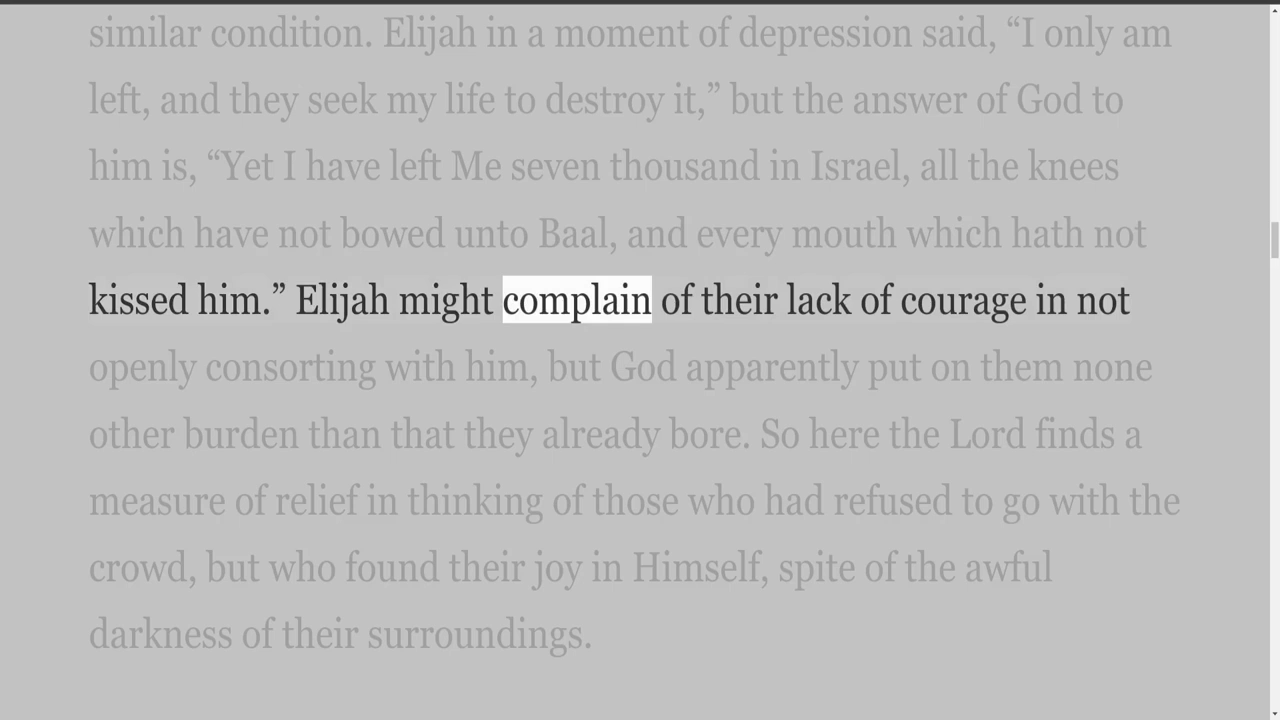 similar condition. Elijah in a moment of depression said, “I only am
left, and they seek my life to destroy it,” but the answer of God to
him is, “Yet I have left Me seven thousand in Israel, all the knees
which have not bowed unto Baal, and every mouth which hath not
kissed him.” Elijah might complain of their lack of courage in not
openly consorting with him, but God apparently put on them none
other burden than that they already bore. So here the Lord finds a
measure of relief in thinking of those who had refused to go with the
crowd, but who found their joy in Himself, spite of the awful
darkness of their surroundings.